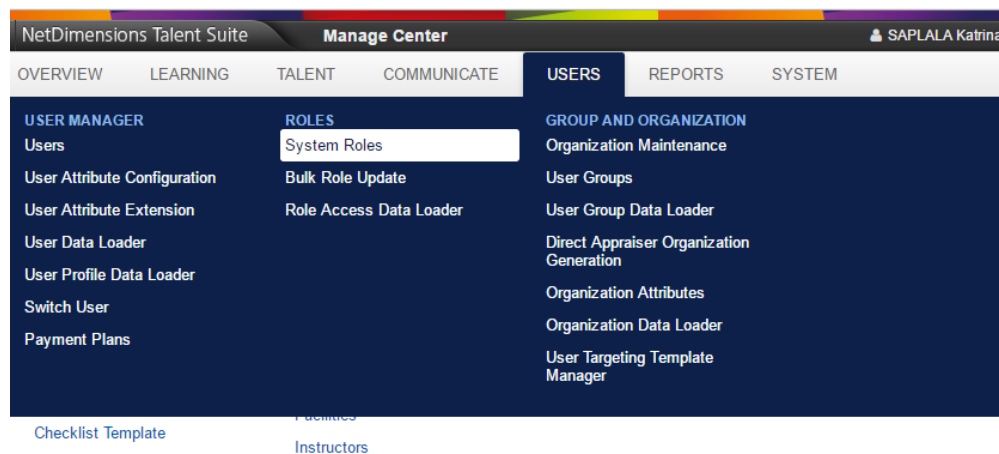 NetDimensions Talent Suite
Manage Center
SAPLALA Katrina
OVERVIEW
LEARNING
TALENT
COMMUNICATE
USERS
REPORTS
SYSTEM
USER MANAGER
Users
User Attribute Configuration
User Attribute Extension
User Data Loader
User Profile Data Loader
Switch User
Payment Plans
ROLES
System Roles
Bulk Role Update
Role Access Data Loader
GROUP AND ORGANIZATION
Organization Maintenance
User Groups
User Group Data Loader
Direct Appraiser Organization
Generation
Organization Attributes
Organization Data Loader
User Targeting Template
Manager
Checklist Template
Facilities
Instructors